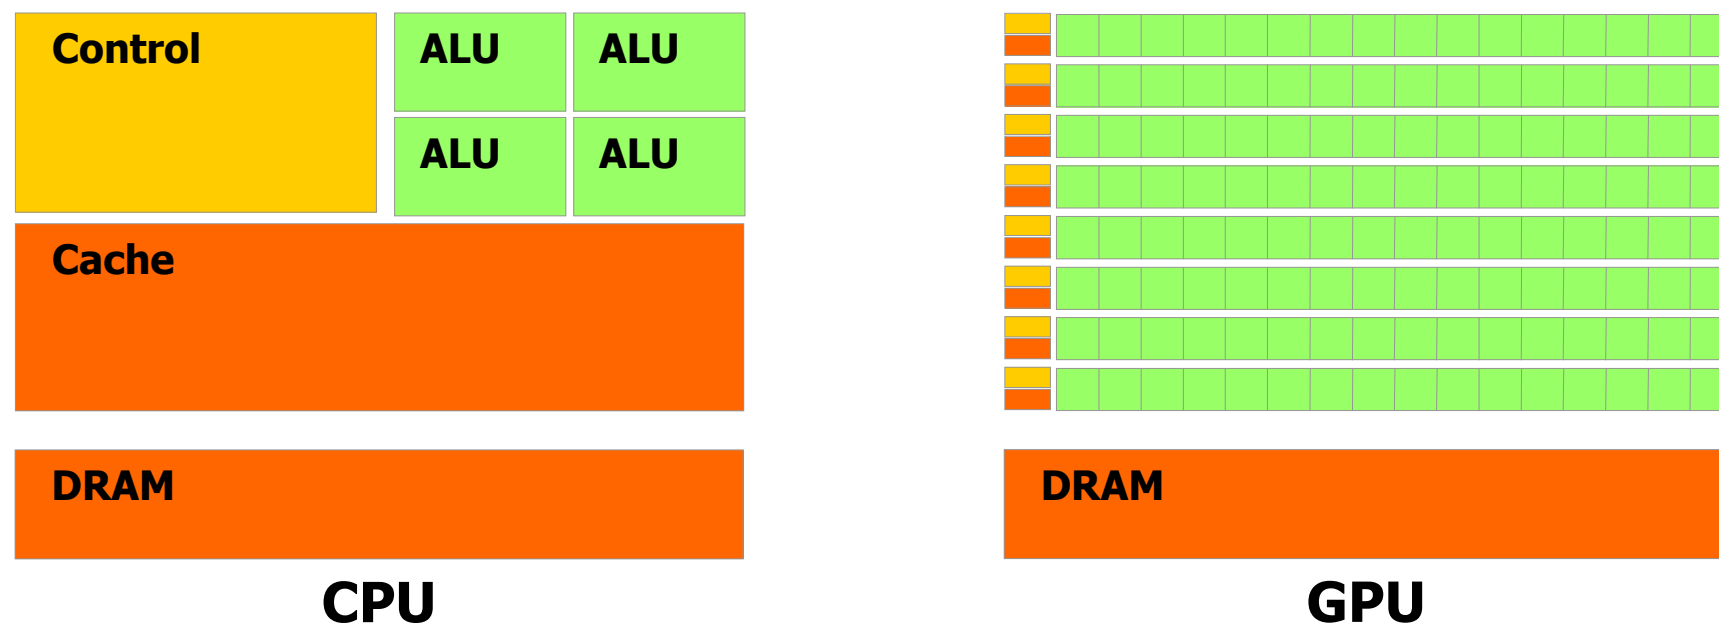 Control
ALU ALU
ALU ALU
Cache
DRAM
CPU
DRAM
GPU